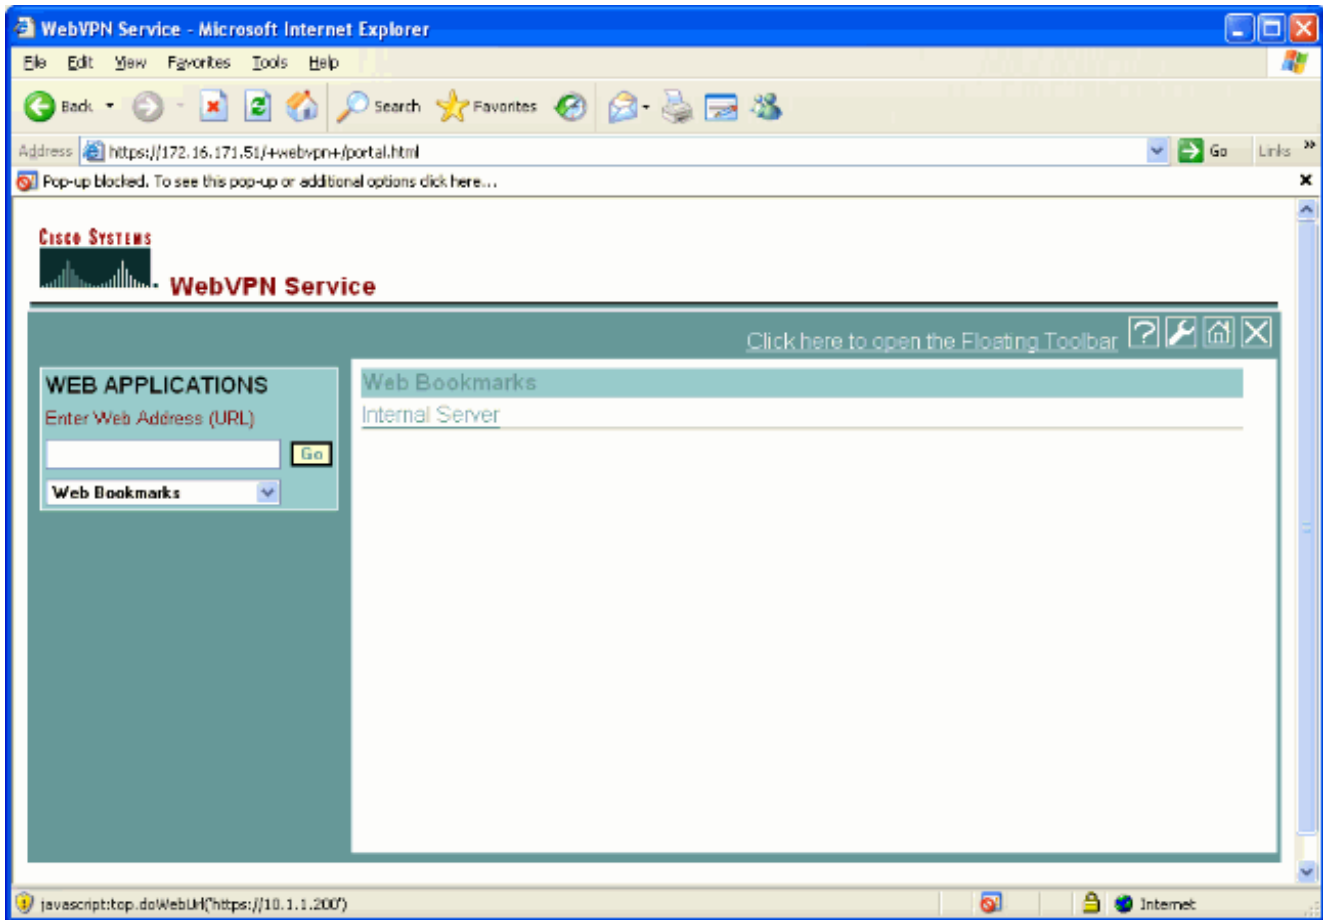 WebVPN Service - Microsoft Internet Explorer
File Edit View Favorites Tools Help
Back Search Favorites
Address https://172.16.171.51/+webvpn+/portal.html Go Links »
Pop-up blocked. To see this pop-up or additional options click here...
CISCO SYSTEMS
WebVPN Service
Click here to open the Floating Toolbar
WEB APPLICATIONS
Enter Web Address (URL)
Go
Web Bookmarks
Web Bookmarks
Internal Server
javascript:top.doWebUrl('https://10.1.1.200') Internet